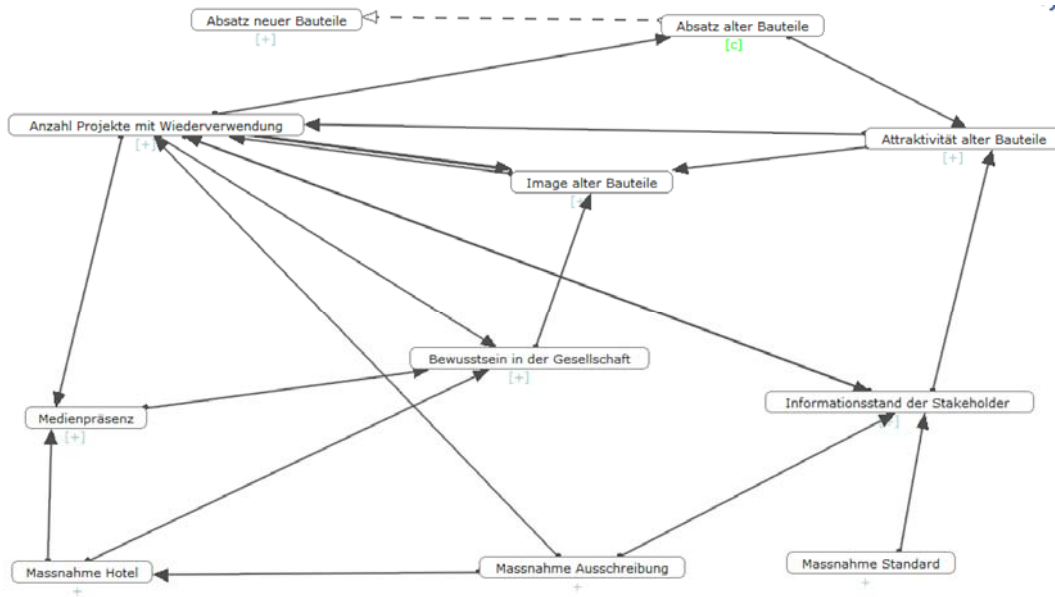 Absatz neuer Bauteile
[+]
Absatz alter Bauteile
[c]
Anzahl Projekte mit Wiederverwendung
[+]
Attraktivität alter Bauteile
[+]
Image alter Bauteile
Bewusstsein in der Gesellschaft
[+]
Informationsstand der Stakeholder
Medienpräsenz
[+]
Massnahme Hotel
+
Massnahme Ausschreibung
+
Massnahme Standard
+